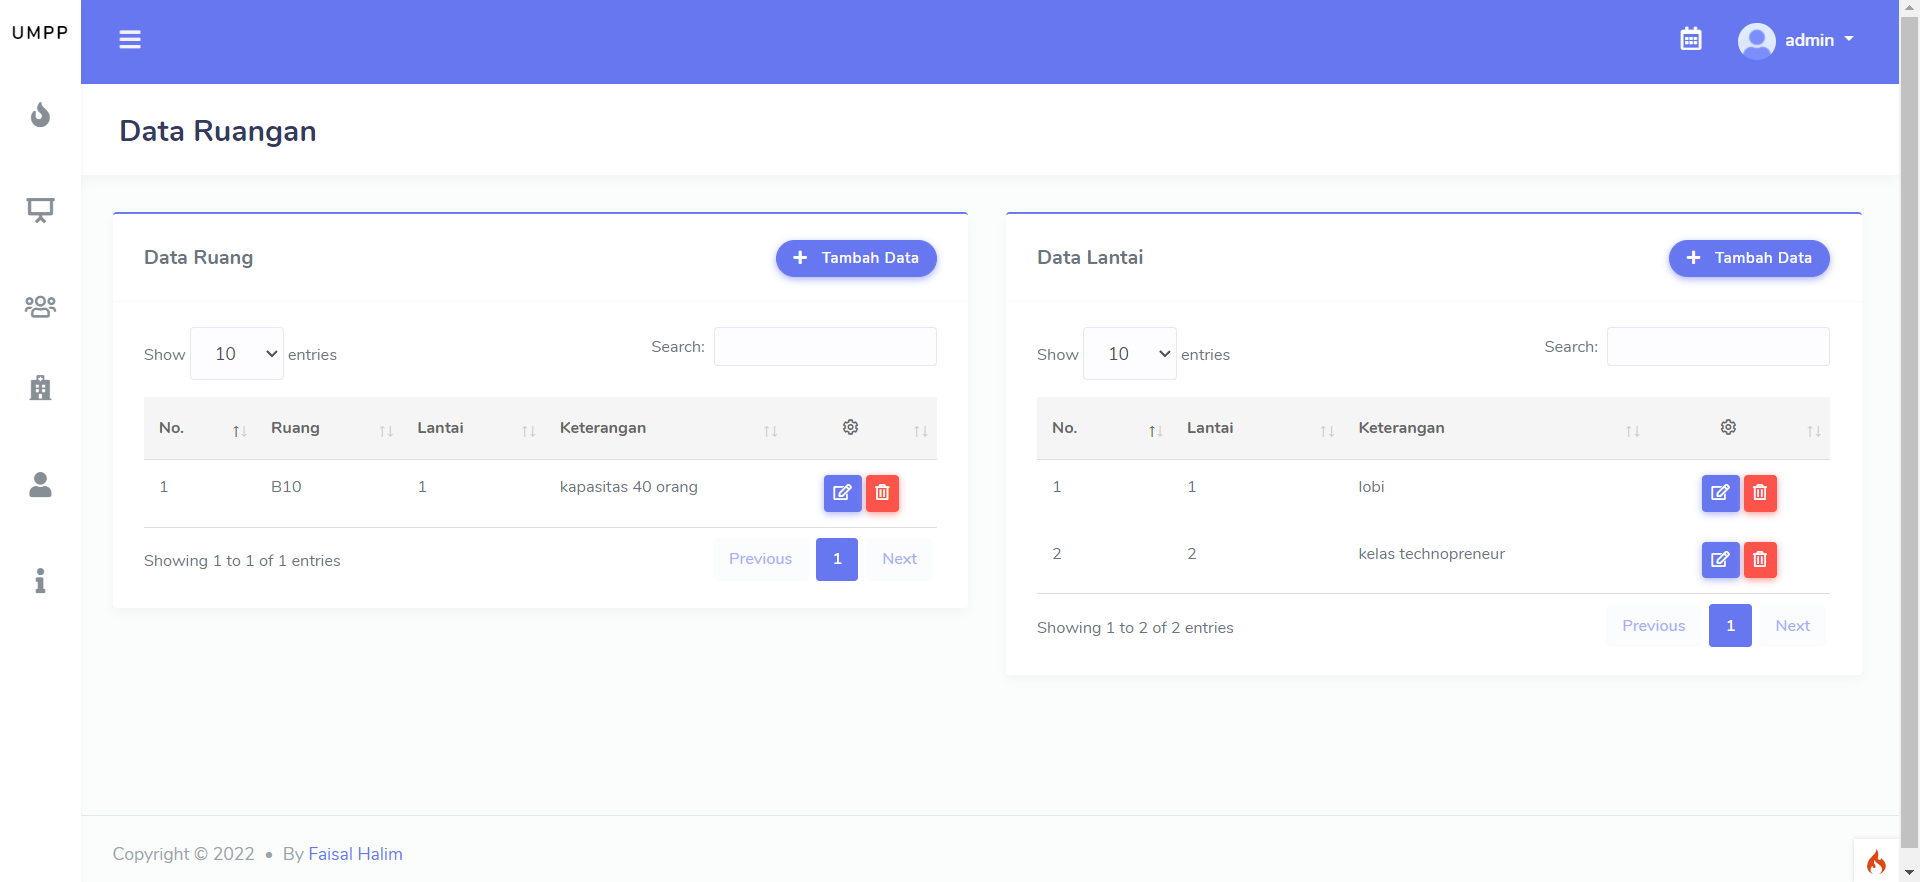 UMPP
admin
Data Ruangan
Data Ruang
Tambah Data
Show 10 entries
Search:
No. Ruang Lantai Keterangan
1 B10 1 kapasitas 40 orang
Showing 1 to 1 of 1 entries
Previous 1 Next
Data Lantai
Tambah Data
Show 10 entries
Search:
No. Lantai Keterangan
1 1 lobi
2 2 kelas technopreneur
Showing 1 to 2 of 2 entries
Previous 1 Next
Copyright © 2022 • By Faisal Halim